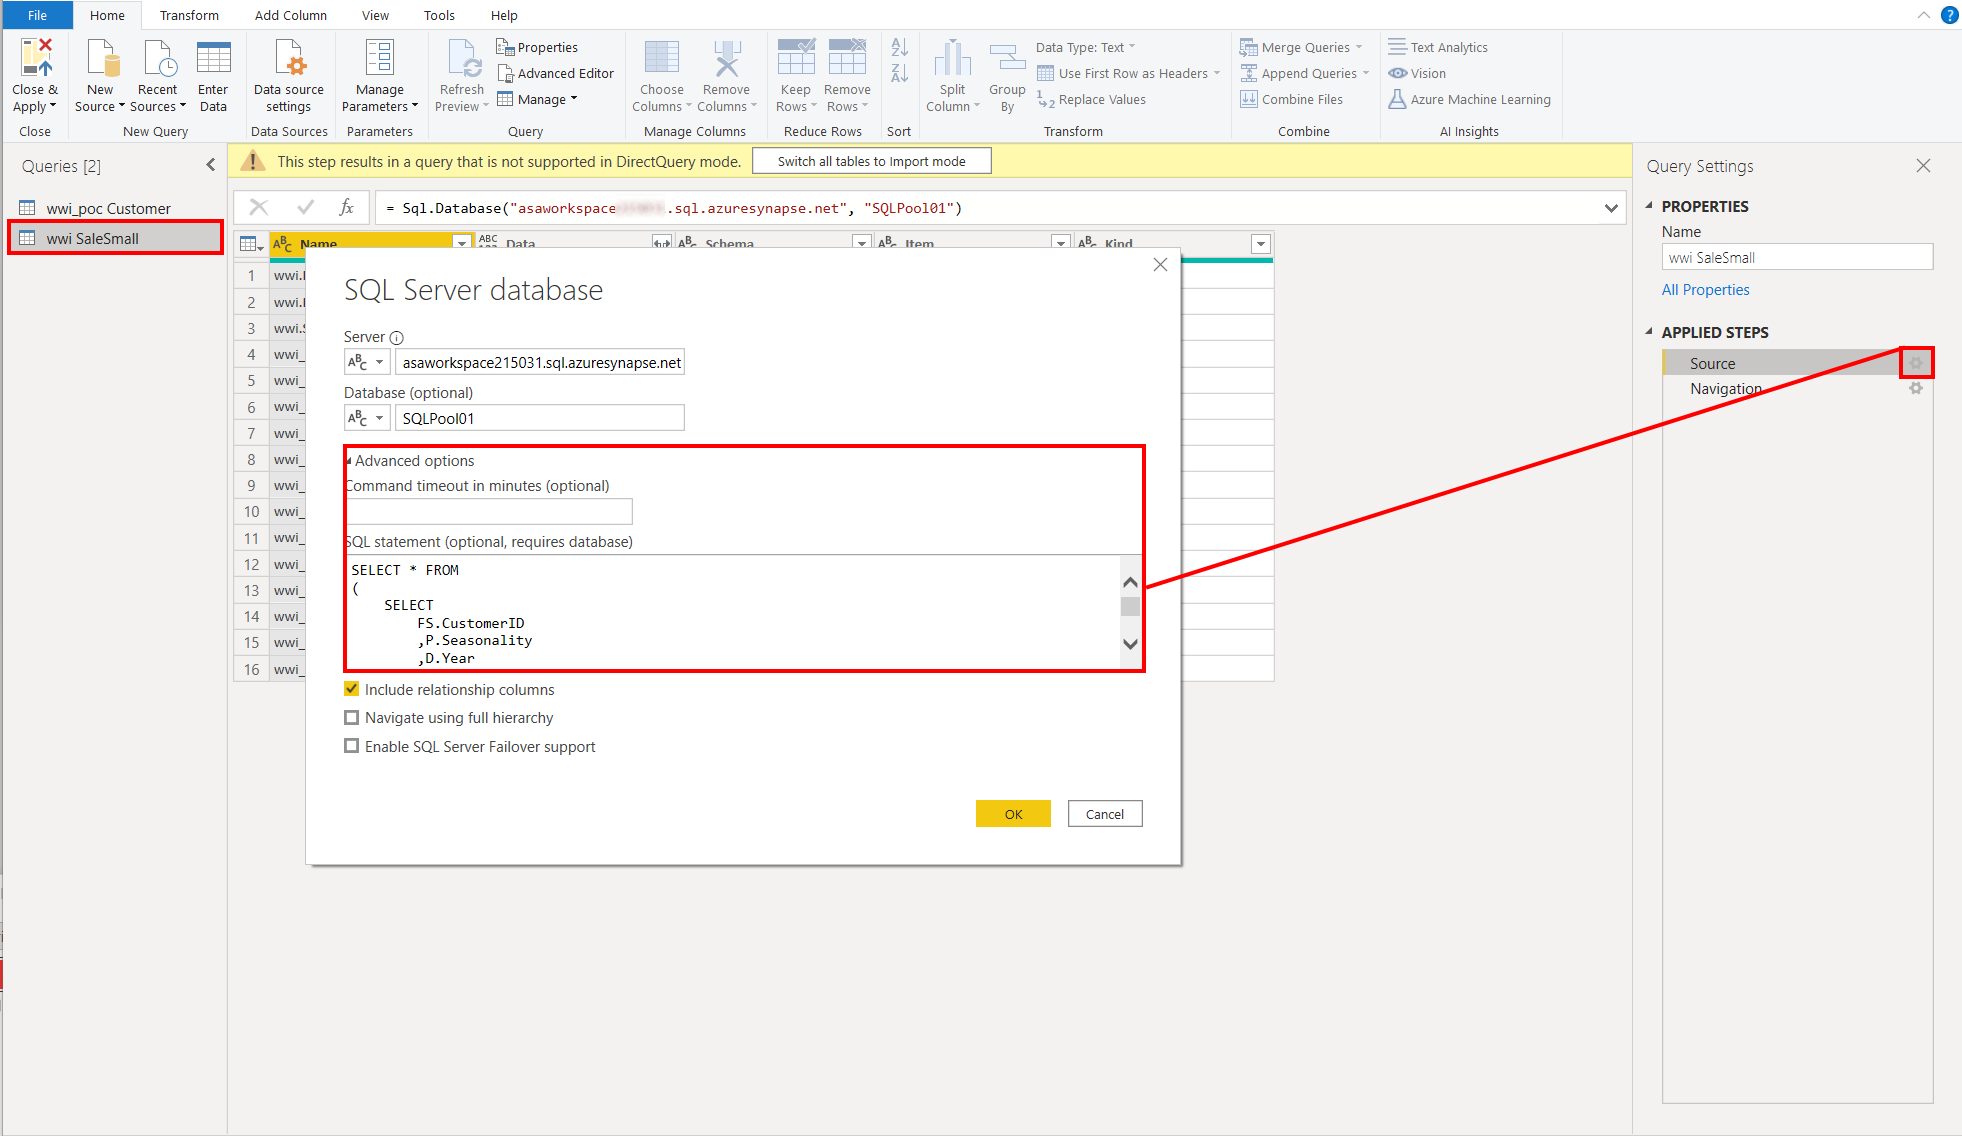 File Home Transform Add Column View Tools Help
Close & Apply
New Source
Recent Sources
Enter Data
Data source settings
Manage Parameters
Refresh Preview
Properties
Advanced Editor
Manage
Choose Columns
Remove Columns
Keep Rows
Remove Rows
Split Column
Group By
Data Type: Text
Use First Row as Headers
Replace Values
Merge Queries
Append Queries
Combine Files
Text Analytics
Vision
Azure Machine Learning
Close New Query Data Sources Parameters Query Manage Columns Reduce Rows Sort Transform Combine AI Insights
Queries [2]
wwi_poc Customer
wwi SaleSmall
This step results in a query that is not supported in DirectQuery mode. Switch all tables to Import mode
fx = Sql.Database("asaworkspace .sql.azuresynapse.net", "SQLPool01")
Name Data Schema Item Kind
1 wwi.
2 wwi.
3 wwi.
4 wwi_
5 wwi_
6 wwi_
7 wwi_
8 wwi_
9 wwi_
10 wwi_
11 wwi_
12 wwi_
13 wwi_
14 wwi_
15 wwi_
16 wwi_
SQL Server database
Server
ABC asaworkspace215031.sql.azuresynapse.net
Database (optional)
ABC SQLPool01
Advanced options
Command timeout in minutes (optional)
SQL statement (optional, requires database)
SELECT * FROM
(
SELECT
FS.CustomerID
,P.Seasonality
,D.Year
Include relationship columns
Navigate using full hierarchy
Enable SQL Server Failover support
OK Cancel
Query Settings
PROPERTIES
Name
wwi SaleSmall
All Properties
APPLIED STEPS
Source
Navigation